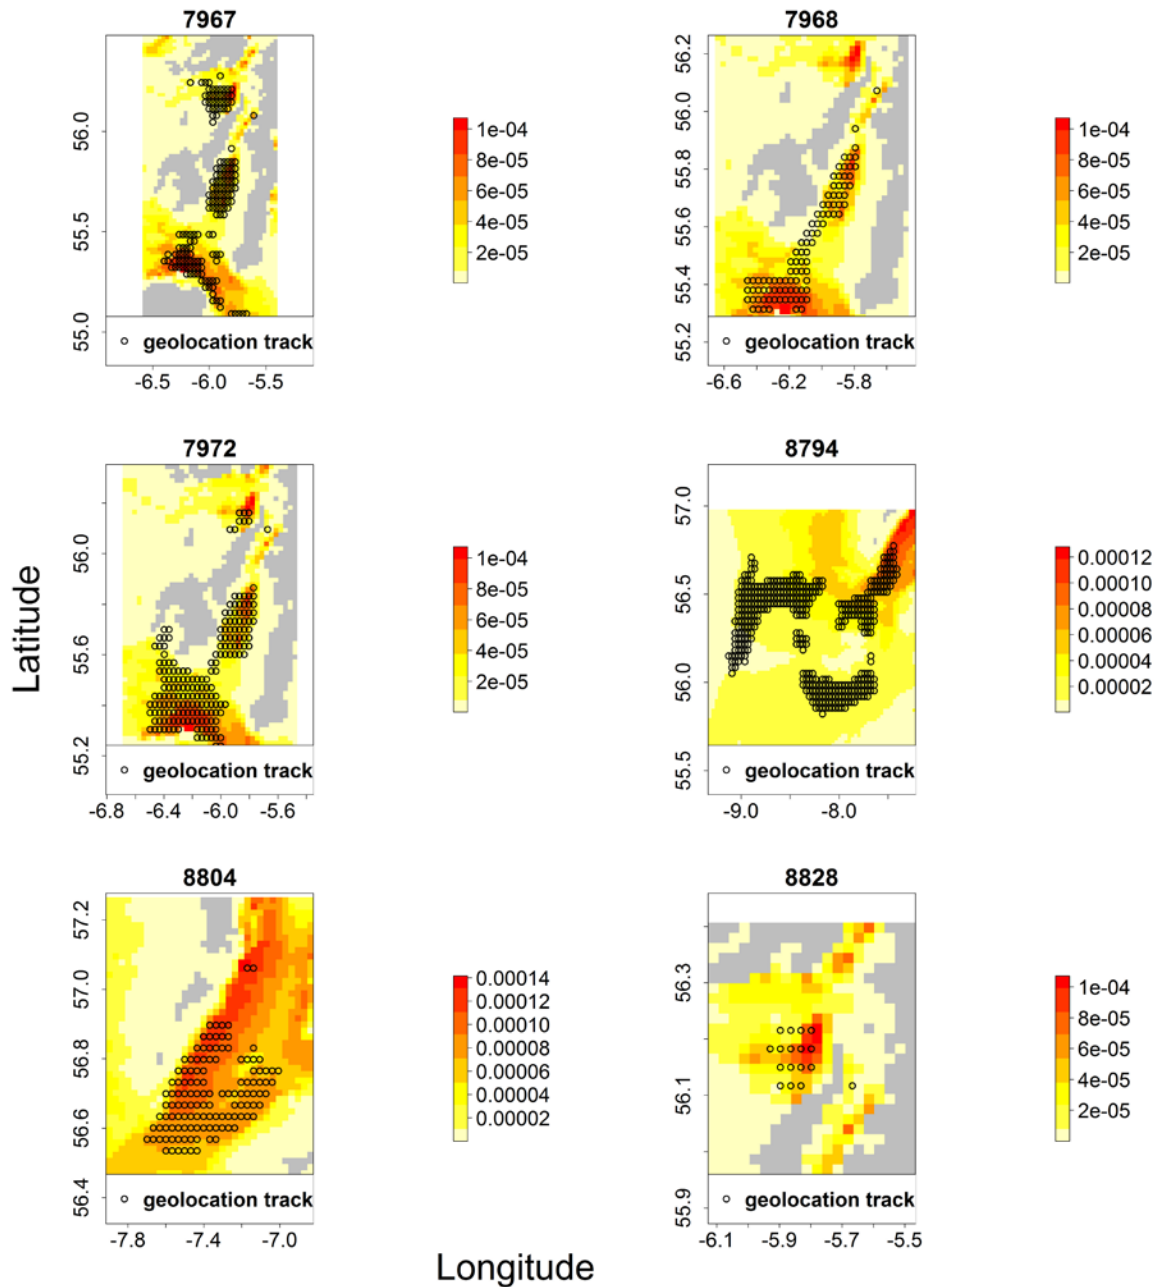 7967
56.0
55.5
55.0
-6.5 -6.0 -5.5
geolocation track
1e-04
8e-05
6e-05
4e-05
2e-05
7968
56.2
56.0
55.8
55.6
55.4
55.2
-6.6 -6.2 -5.8
geolocation track
1e-04
8e-05
6e-05
4e-05
2e-05
7972
56.0
55.6
55.2
-6.8 -6.4 -6.0 -5.6
geolocation track
1e-04
8e-05
6e-05
4e-05
2e-05
8794
57.0
56.5
56.0
55.5
-9.0 -8.0
geolocation track
0.00012
0.00010
0.00008
0.00006
0.00004
0.00002
8804
57.2
57.0
56.8
56.6
56.4
-7.8 -7.4 -7.0
geolocation track
0.00014
0.00012
0.00010
0.00008
0.00006
0.00004
0.00002
8828
56.3
56.1
55.9
-6.1 -5.9 -5.7 -5.5
geolocation track
1e-04
8e-05
6e-05
4e-05
2e-05
Latitude
Longitude